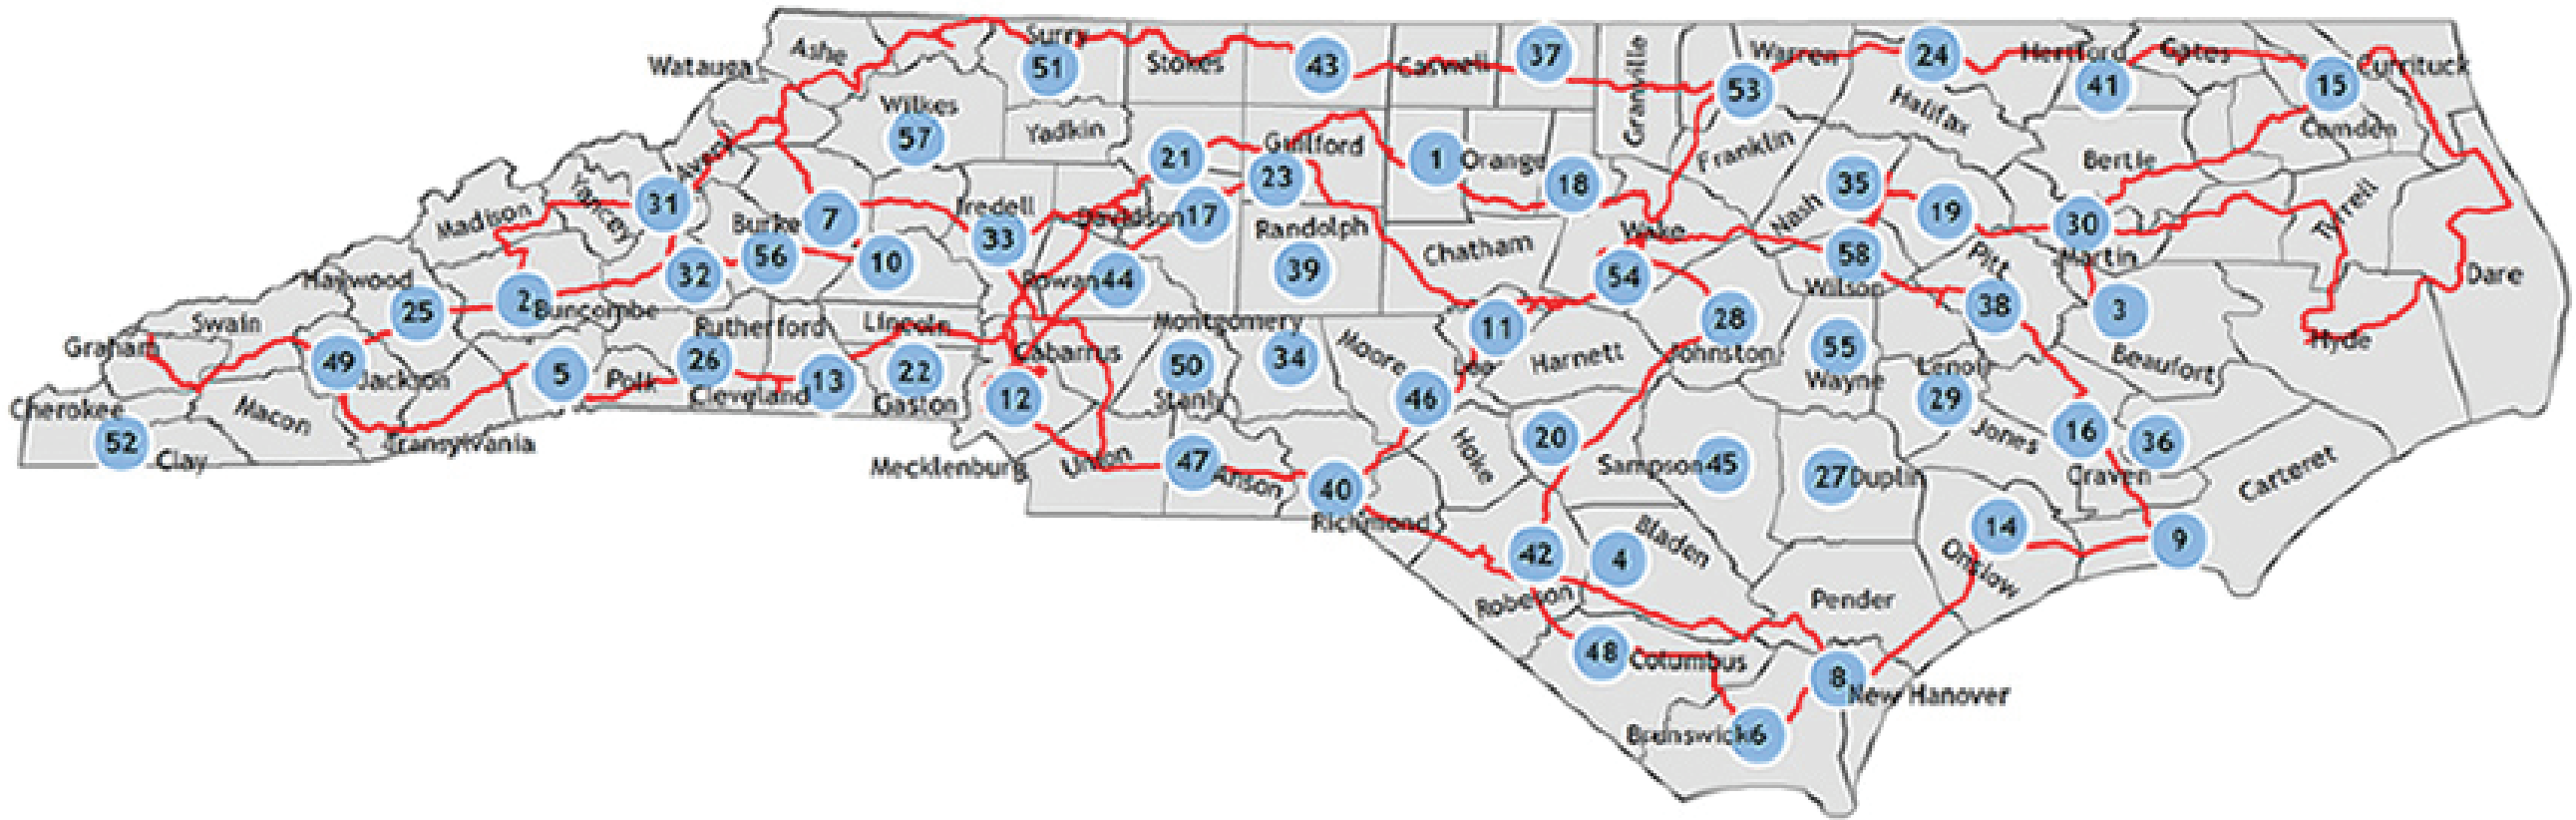 Ashe
Surry
Watauga
51
Stokes
43
Caswell
37
Granville
Warren
53
24
Hertford
41
Gates
15
Currituck
Wilkes
57
Yadkin
Guilford
21
23
1
Orange
18
Franklin
Halifax
Camden
Bertie
Avery
Yancey
31
Madison
Burke
7
Iredell
33
Davidson
17
Randolph
39
Chatham
Wake
Nash
35
19
30
Martin
Tyrrell
56
10
32
Rowan
44
54
58
Wilson
Pitt
38
3
Beaufort
Dare
Hyde
Haywood
25
2
Buncombe
Swain
Graham
49
Jackson
Rutherford
Lincoln
Montgomery
11
28
Johnston
Harnett
Lee
Moore
Cabarrus
50
Stanly
34
55
Wayne
Lenoir
29
5
Polk
26
Cleveland
13
22
Gaston
12
46
Cherokee
52
Clay
Macon
Transylvania
Mecklenburg
Union
47
Anson
40
Richmond
Hoke
20
Sampson
45
27
Duplin
Jones
16
36
Craven
Carteret
42
4
Bladen
14
Onslow
9
Robeson
Pender
48
Columbus
8
New Hanover
Brunswick
6